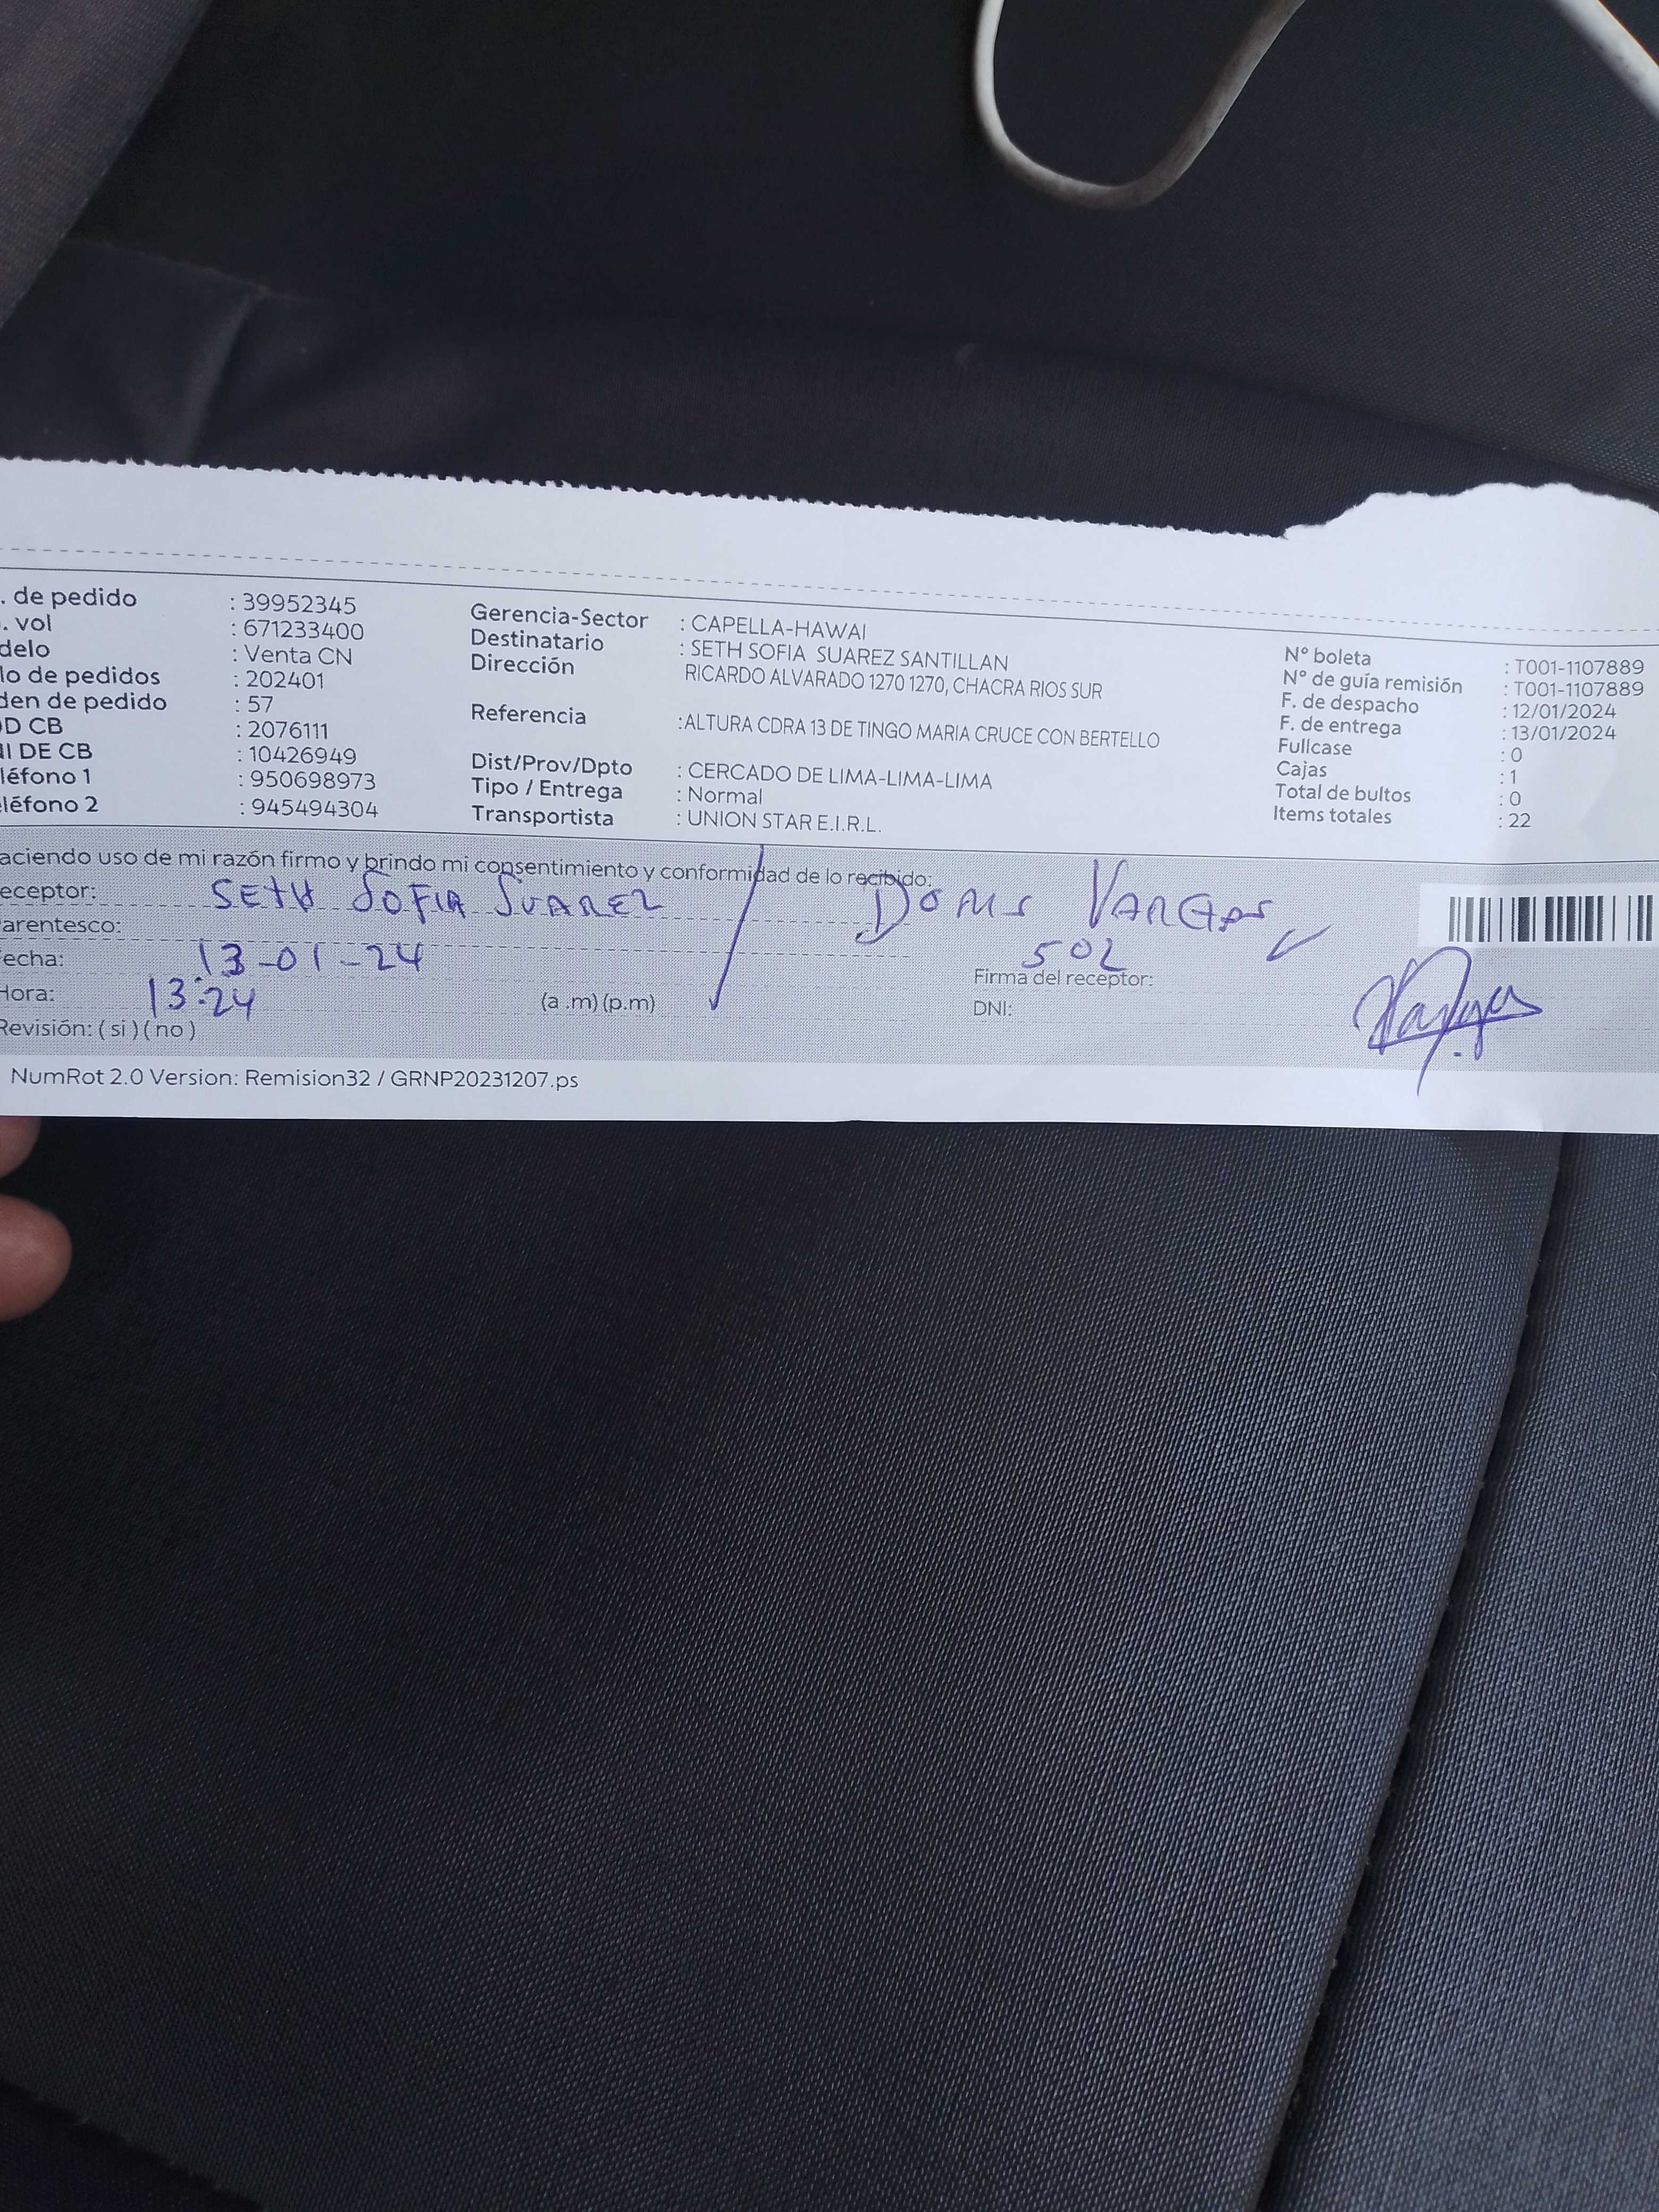 . de pedido : 39952345
. vol : 671233400
delo : Venta CN
lo de pedidos : 202401
den de pedido : 57
D CB : 2076111
NI DE CB : 10426949
léfono 1 : 950698973
eléfono 2 : 945494304
Gerencia-Sector : CAPELLA-HAWAI
Destinatario : SETH SOFIA SUAREZ SANTILLAN
Dirección RICARDO ALVARADO 1270 1270, CHACRA RIOS SUR
Referencia :ALTURA CDRA 13 DE TINGO MARIA CRUCE CON BERTELLO
Dist/Prov/Dpto : CERCADO DE LIMA-LIMA-LIMA
Tipo / Entrega : Normal
Transportista : UNION STAR E.I.R.L.
N° boleta : T001-1107889
N° de guía remisión : T001-1107889
F. de despacho : 12/01/2024
F. de entrega : 13/01/2024
Fullcase : 0
Cajas : 1
Total de bultos : 0
Items totales : 22
aciendo uso de mi razón firmo y brindo mi consentimiento y conformidad de lo recibido:
eceptor: SETH SOFIA SUAREZ / DORIS VARGAS
arentesco: 502
echa: 13-01-24
Firma del receptor: Vargas
Hora: 13:24 (a .m) (p.m) DNI:
Revisión: ( si ) ( no )
NumRot 2.0 Version: Remision32 / GRNP20231207.ps